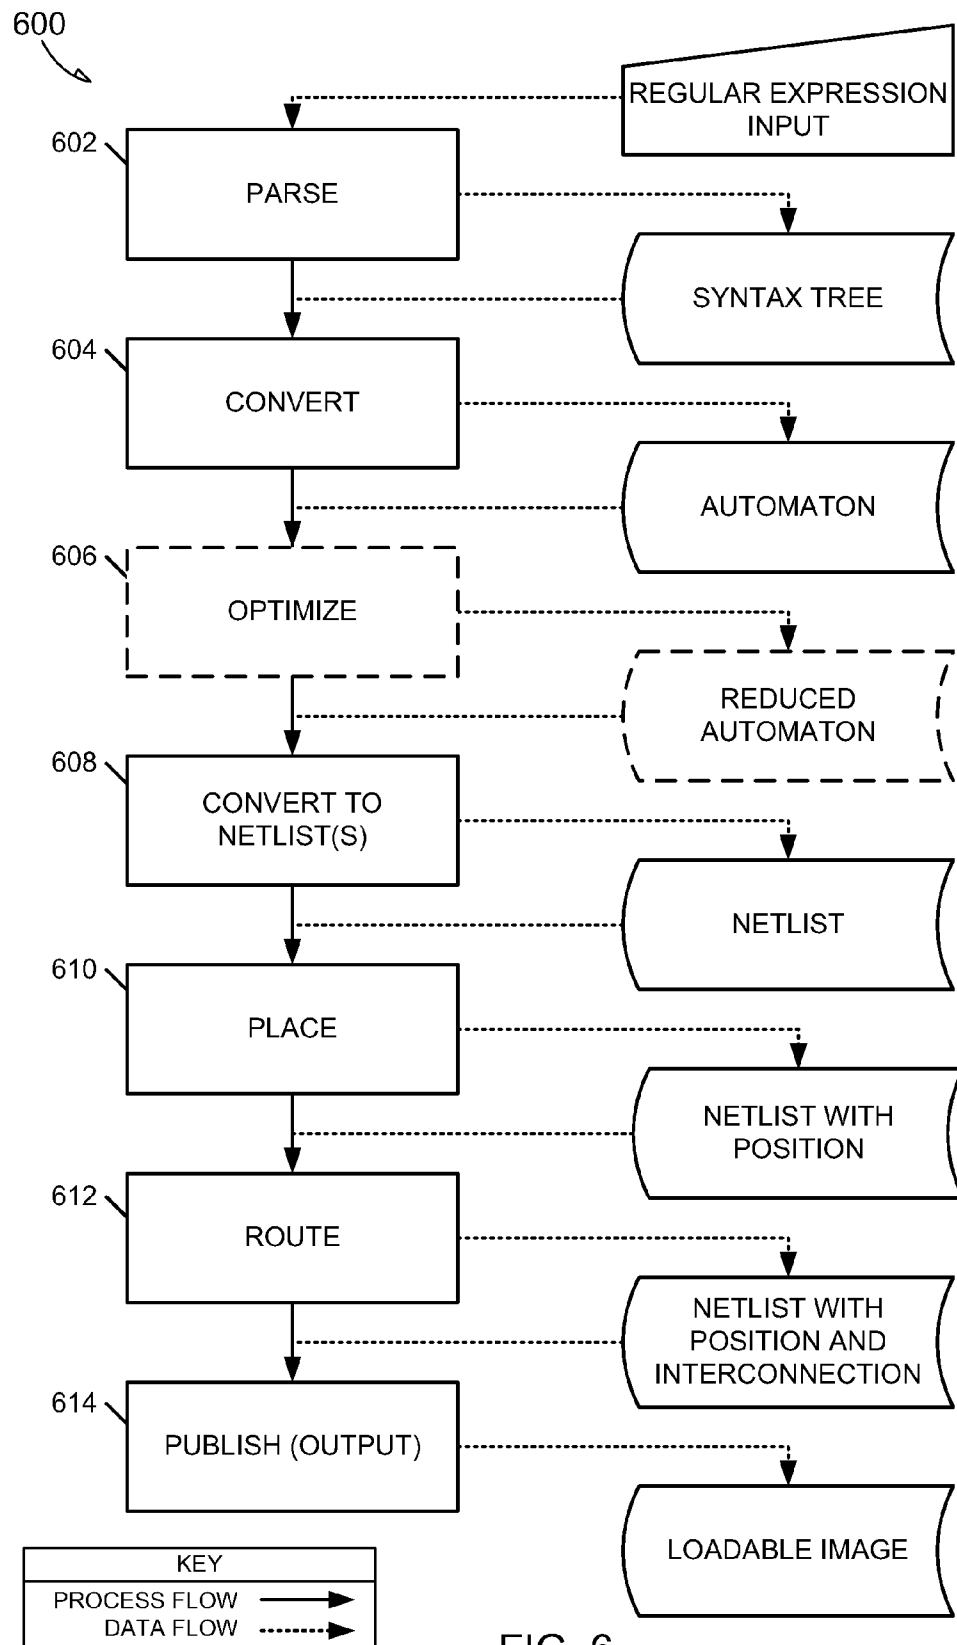 600
REGULAR EXPRESSION
INPUT
602
PARSE
SYNTAX TREE
604
CONVERT
AUTOMATON
606
OPTIMIZE
REDUCED
AUTOMATON
608
CONVERT TO
NETLIST(S)
NETLIST
610
PLACE
NETLIST WITH
POSITION
612
ROUTE
NETLIST WITH
POSITION AND
INTERCONNECTION
614
PUBLISH (OUTPUT)
LOADABLE IMAGE
KEY
PROCESS FLOW
DATA FLOW
FIG. 6